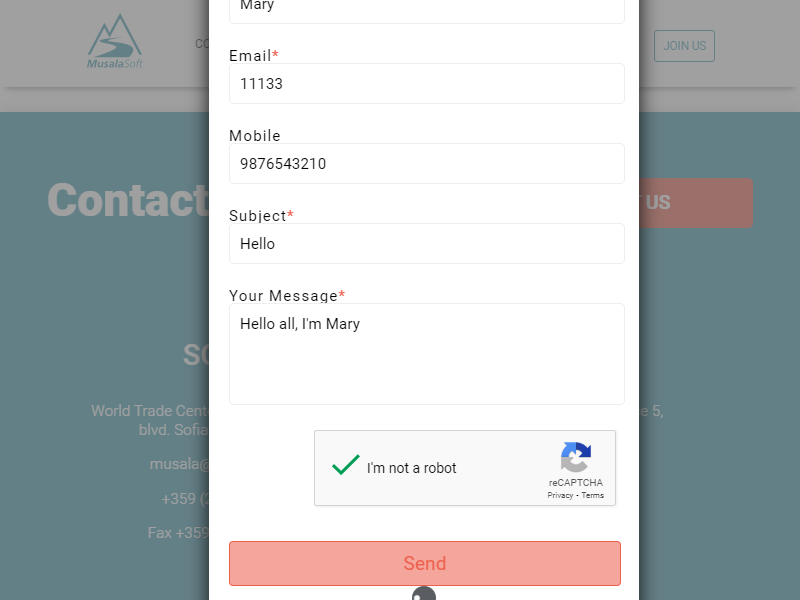 Mary
MusalaSoft
CO
JOIN US
Email*
11133
Mobile
9876543210
Contact
US
Subject*
Hello
Your Message*
Hello all, I'm Mary
World Trade Cent
e 5,
blvd. Sofia
musala@
+359 (2
Fax +359
I'm not a robot
reCAPTCHA
Privacy - Terms
Send